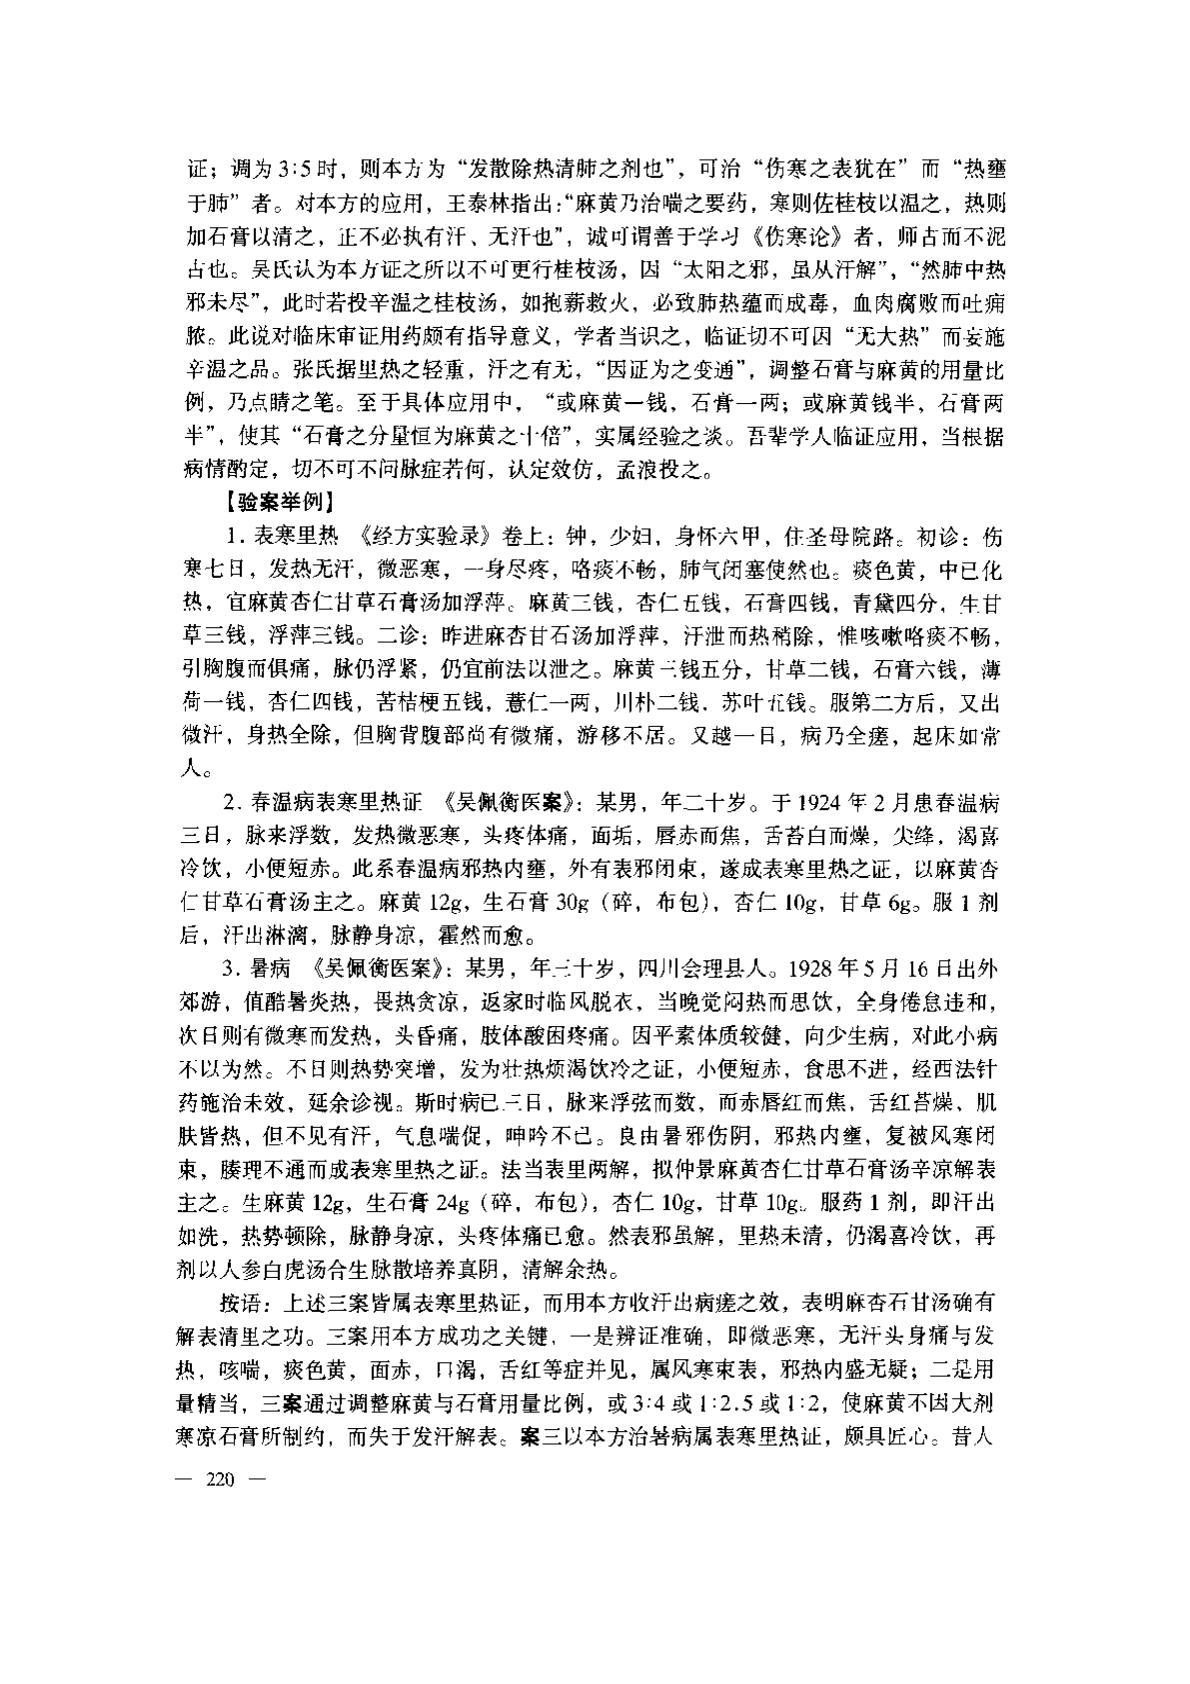 证；调为 3:5 时，则本方为“发散除热清肺之剂也”，可治“伤寒之表犹在”而“热壅
于肺”者。对本方的应用，王泰林指出：“麻黄乃治喘之要药，寒则佐桂枝以温之，热则
加石膏以清之，正不必执有汗、无汗也”，诚可谓善于学习《伤寒论》者，师古而不泥
古也。吴氏认为本方证之所以不可更行桂枝汤，因“太阳之邪，虽从汗解”，“然肺中热
邪未尽”，此时若投辛温之桂枝汤，如抱薪救火，必致肺热蕴而成毒，血肉腐败而吐痈
脓。此说对临床审证用药颇有指导意义，学者当识之，临证切不可因“无大热”而妄施
辛温之品。张氏据里热之轻重，汗之有无，“因证为之变通”，调整石膏与麻黄的用量比
例，乃点睛之笔。至于具体应用中，“或麻黄一钱，石膏一两；或麻黄钱半，石膏两
半”，使其“石膏之分量恒为麻黄之十倍”，实属经验之谈。吾辈学人临证应用，当根据
病情酌定，切不可不问脉症若何，认定效仿，孟浪投之。
【验案举例】
1. 表寒里热 《经方实验录》卷上：钟，少妇，身怀六甲，住圣母院路。初诊：伤
寒七日，发热无汗，微恶寒，一身尽疼，咯痰不畅，肺气闭塞使然也。痰色黄，中已化
热，宜麻黄杏仁甘草石膏汤加浮萍。麻黄三钱，杏仁五钱，石膏四钱，青黛四分，生甘
草三钱，浮萍三钱。二诊：昨进麻杏甘石汤加浮萍，汗泄而热稍除，惟咳嗽咯痰不畅，
引胸腹而俱痛，脉仍浮紧，仍宜前法以泄之。麻黄三钱五分，甘草二钱，石膏六钱，薄
荷一钱，杏仁四钱，苦桔梗五钱，薏仁一两，川朴二钱，苏叶五钱。服第二方后，又出
微汗，身热全除，但胸背腹部尚有微痛，游移不居。又越一日，病乃全瘥，起床如常
人。
2. 春温病表寒里热证 《吴佩衡医案》：某男，年二十岁。于 1924 年 2 月患春温病
三日，脉来浮数，发热微恶寒，头疼体痛，面垢，唇赤而焦，舌苔白而燥，尖绛，渴喜
冷饮，小便短赤。此系春温病邪热内壅，外有表邪闭束，遂成表寒里热之证，以麻黄杏
仁甘草石膏汤主之。麻黄 12g，生石膏 30g（碎，布包），杏仁 10g，甘草 6g。服 1 剂
后，汗出淋漓，脉静身凉，霍然而愈。
3. 暑病 《吴佩衡医案》：某男，年三十岁，四川会理县人。1928 年 5 月 16 日出外
郊游，值酷暑炎热，畏热贪凉，返家时临风脱衣，当晚觉闷热而思饮，全身倦怠违和，
次日则有微寒而发热，头昏痛，肢体酸困疼痛。因平素体质较健，向少生病，对此小病
不以为然。不日则热势突增，发为壮热烦渴饮冷之证，小便短赤，食思不进，经西法针
药施治未效，延余诊视。斯时病已三日，脉来浮弦而数，面赤唇红而焦，舌红苔燥，肌
肤皆热，但不见有汗，气息喘促，呻吟不已。良由暑邪伤阴，邪热内壅，复被风寒闭
束，腠理不通而成表寒里热之证。法当表里两解，拟仲景麻黄杏仁甘草石膏汤辛凉解表
主之。生麻黄 12g，生石膏 24g（碎，布包），杏仁 10g，甘草 10g。服药 1 剂，即汗出
如洗，热势顿除，脉静身凉，头疼体痛已愈。然表邪虽解，里热未清，仍渴喜冷饮，再
剂以人参白虎汤合生脉散培养真阴，清解余热。
按语：上述三案皆属表寒里热证，而用本方收汗出病瘥之效，表明麻杏石甘汤确有
解表清里之功。三案用本方成功之关键，一是辨证准确，即微恶寒，无汗头身痛与发
热，咳喘，痰色黄，面赤，口渴，舌红等症并见，属风寒束表，邪热内盛无疑；二是用
量精当，三案通过调整麻黄与石膏用量比例，或 3:4 或 1:2.5 或 1:2，使麻黄不因大剂
寒凉石膏所制约，而失于发汗解表。案三以本方治暑病属表寒里热证，颇具匠心。昔人
— 220 —